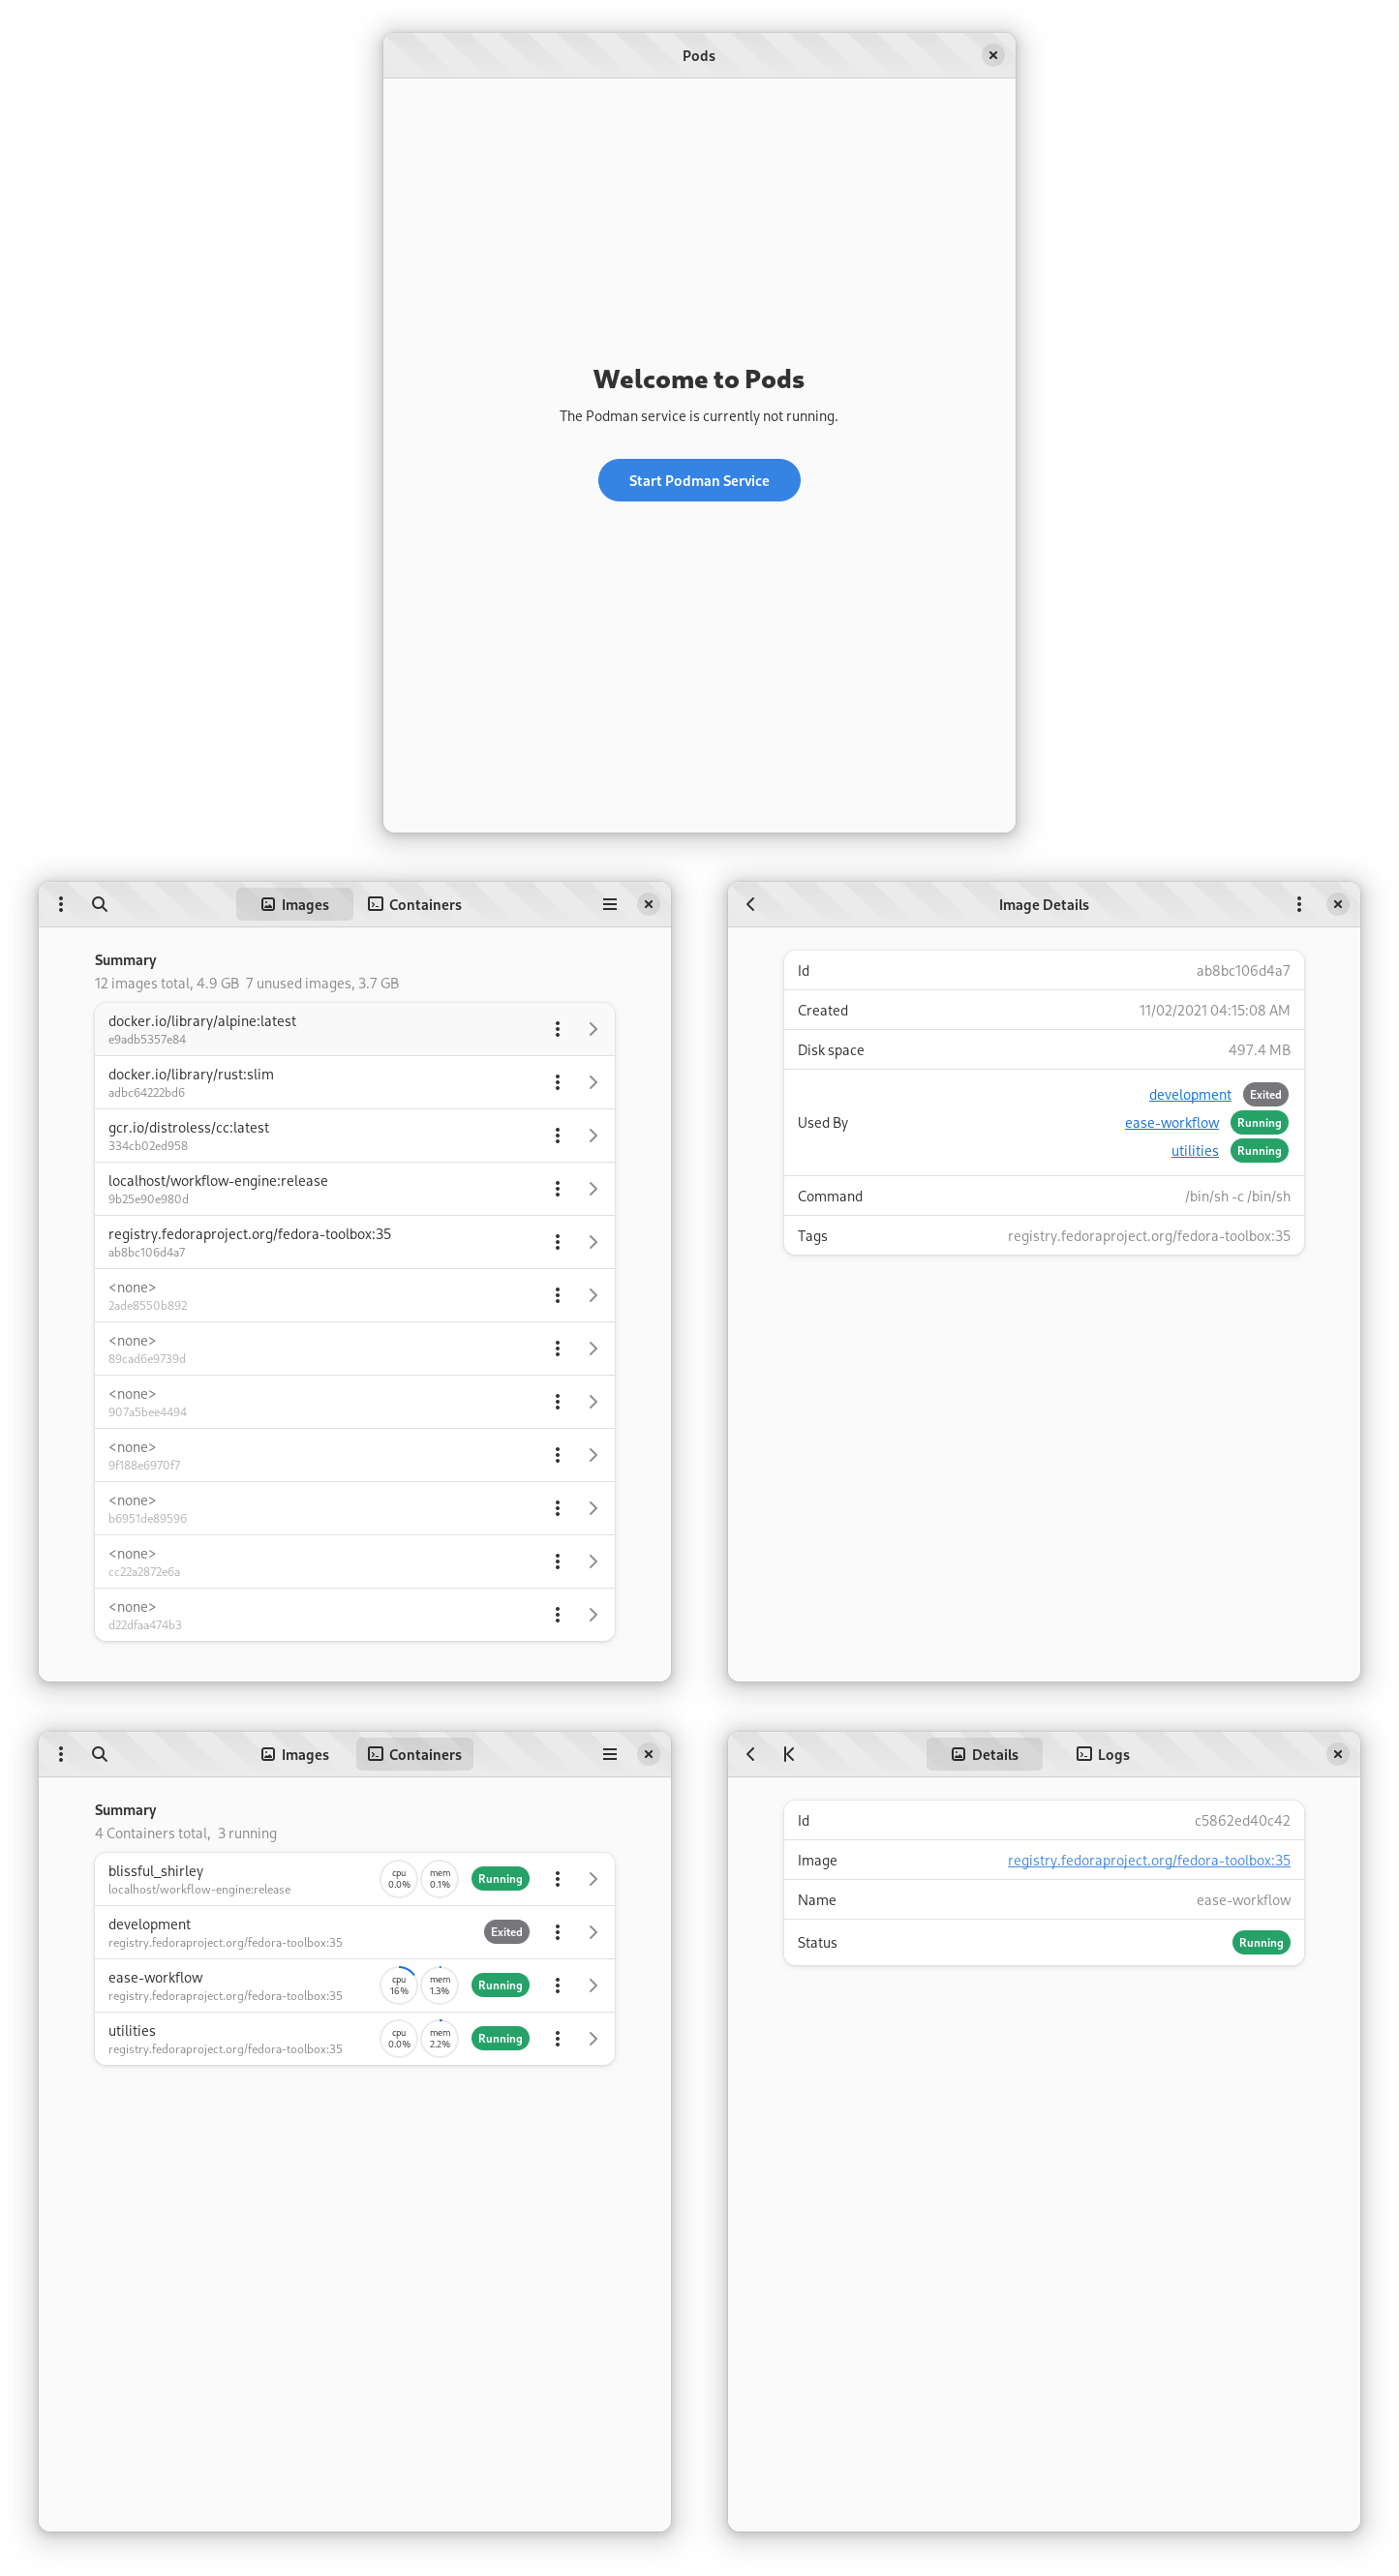 Pods
Welcome to Pods
The Podman service is currently not running.
Start Podman Service
Images Containers
Summary
12 images total, 4.9 GB 7 unused images, 3.7 GB
docker.io/library/alpine:latest
e9adb5357e84
docker.io/library/rust:slim
adbc64222bd6
gcr.io/distroless/cc:latest
334cb02ed958
localhost/workflow-engine:release
9b25e90e980d
registry.fedoraproject.org/fedora-toolbox:35
ab8bc106d4a7
<none>
2ade8550b892
<none>
89cad6e9739d
<none>
907a5bee4494
<none>
9f188e6970f7
<none>
b6951de89596
<none>
cc22a2872e6a
<none>
d22dfaa474b3
Image Details
Id ab8bc106d4a7
Created 11/02/2021 04:15:08 AM
Disk space 497.4 MB
Used By
development Exited
ease-workflow Running
utilities Running
Command /bin/sh -c /bin/sh
Tags registry.fedoraproject.org/fedora-toolbox:35
Images Containers
Summary
4 Containers total, 3 running
blissful_shirley
localhost/workflow-engine:release
cpu 0.0% mem 0.1% Running
development
registry.fedoraproject.org/fedora-toolbox:35
Exited
ease-workflow
registry.fedoraproject.org/fedora-toolbox:35
cpu 16% mem 1.3% Running
utilities
registry.fedoraproject.org/fedora-toolbox:35
cpu 0.0% mem 2.2% Running
Details Logs
Id c5862ed40c42
Image registry.fedoraproject.org/fedora-toolbox:35
Name ease-workflow
Status Running